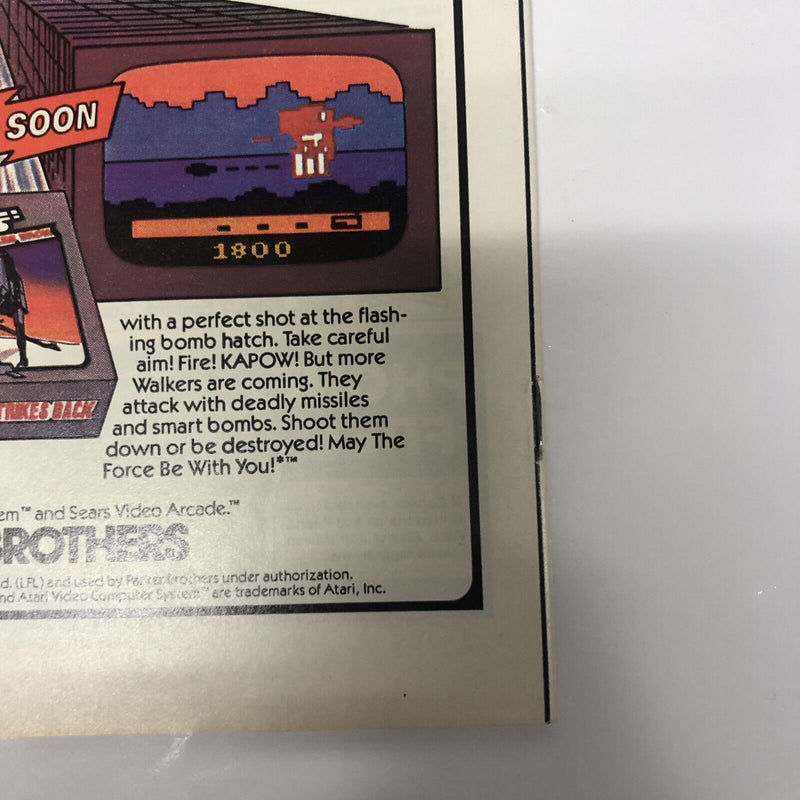 SOON
1800
STRIKES BACK
with a perfect shot at the flash-
ing bomb hatch. Take careful
aim! Fire! KAPOW! But more
Walkers are coming. They
attack with deadly missiles
and smart bombs. Shoot them
down or be destroyed! May The
Force Be With You!*™
em™ and Sears Video Arcade.™
BROTHERS
d. (LFL) and used by Parker Brothers under authorization.
nd Atari Video Computer System™ are trademarks of Atari, Inc.